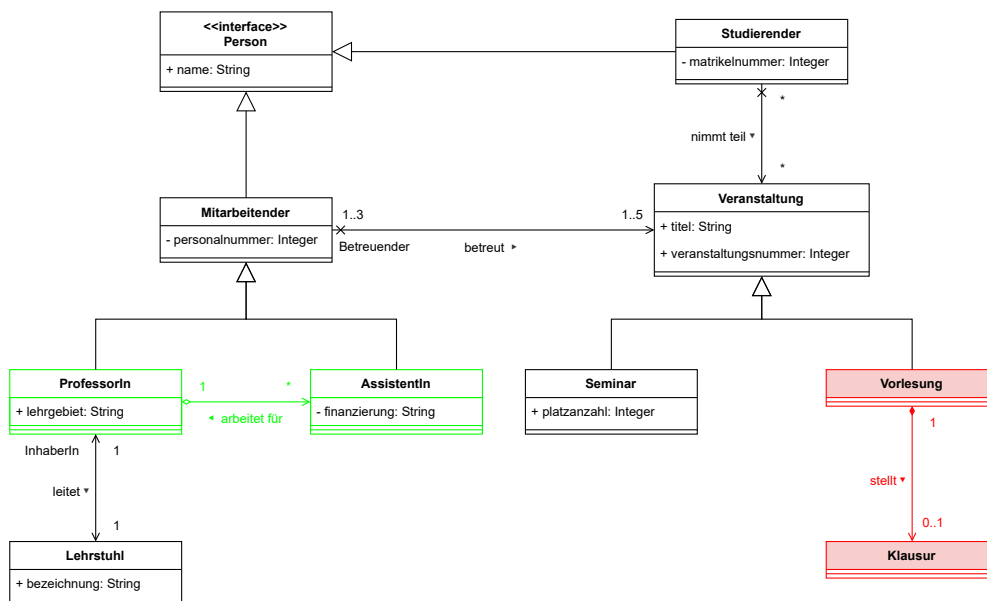 <<interface>>
Person
+ name: String
Studierender
- matrikelnummer: Integer
*
nimmt teil ▾
*
Mitarbeitender
- personalnummer: Integer
1..3
Betreuender
betreut ▸
1..5
Veranstaltung
+ titel: String
+ veranstaltungsnummer: Integer
ProfessorIn
+ lehrgebiet: String
1
*
◂ arbeitet für
AssistentIn
- finanzierung: String
Seminar
+ platzanzahl: Integer
Vorlesung
InhaberIn
1
leitet ▾
1
1
stellt ▾
0..1
Lehrstuhl
+ bezeichnung: String
Klausur